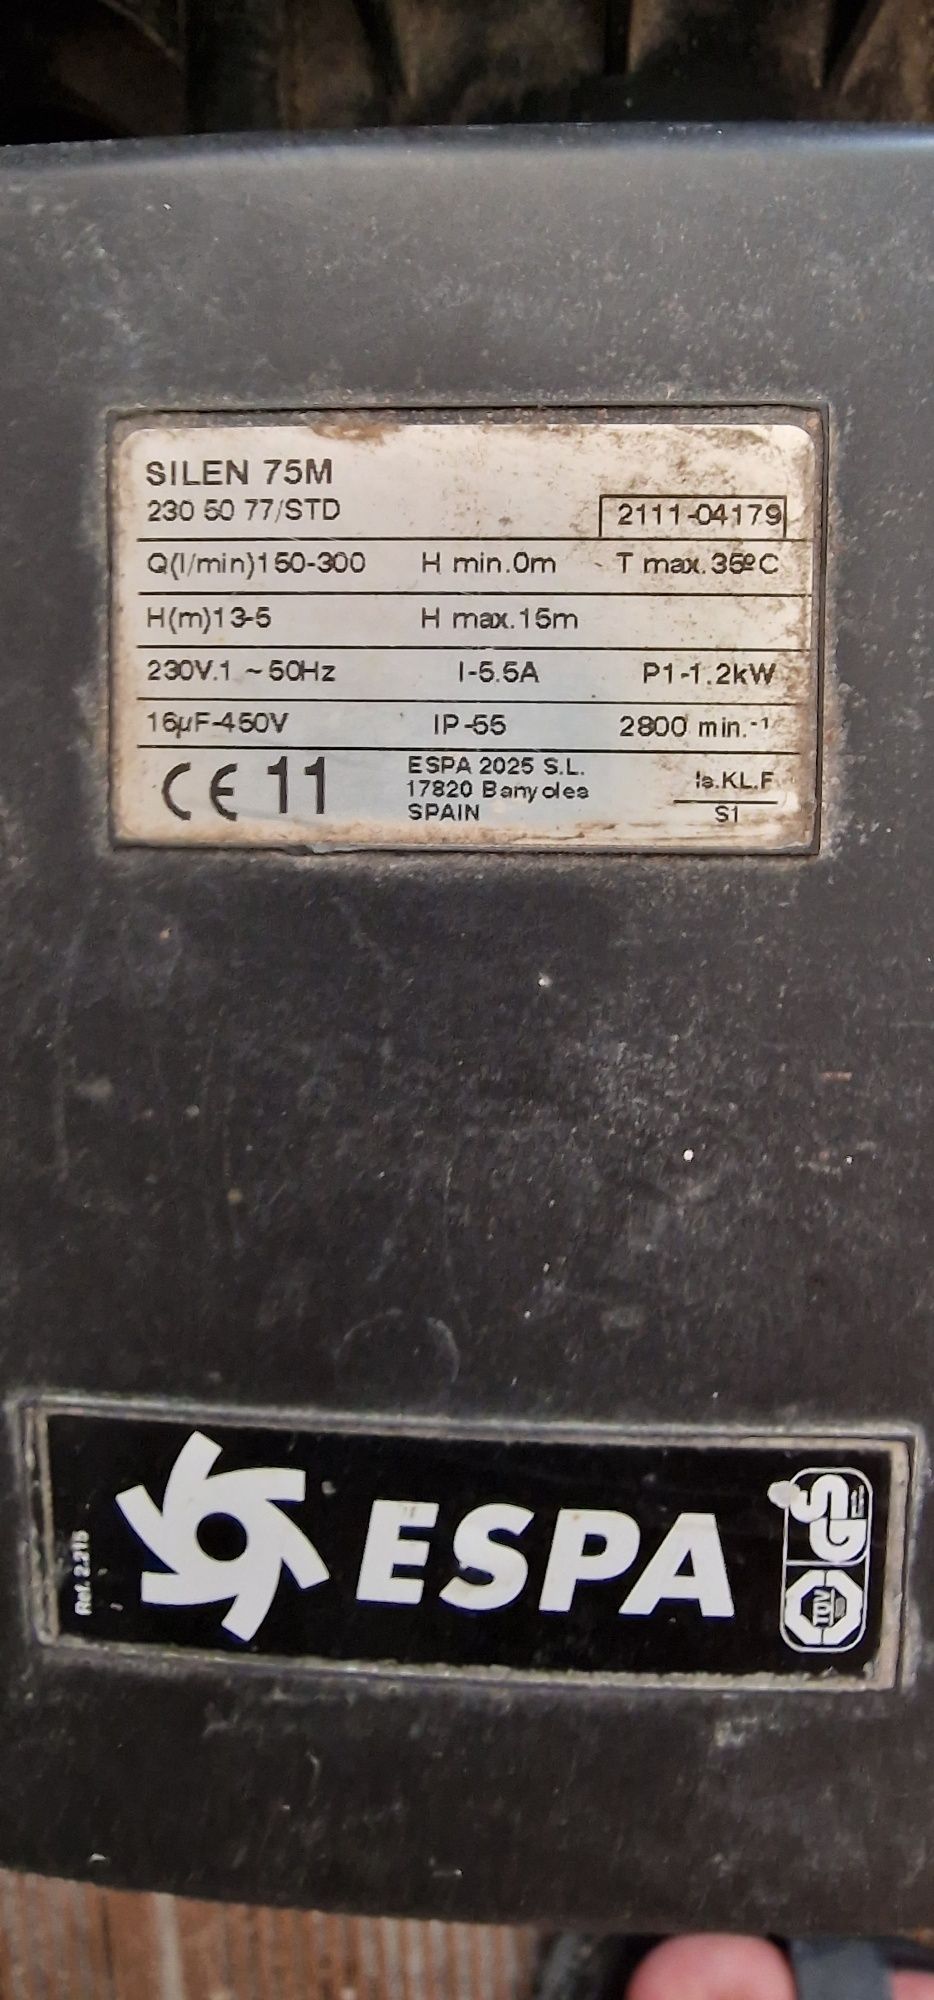 SILEN 75M
230 50 77/STD 2111-04179
Q(l/min)150-300 H min.0m T max.35ºC
H(m)13-5 H max.15m
230V.1 ~ 50Hz I-5.5A P1-1.2kW
16µF-450V IP-55 2800 min.-¹
CE 11 ESPA 2025 S.L. Is.KL.F
17820 Banyoles S1
SPAIN
Ref. 2.215
ESPA
GS
TÜV